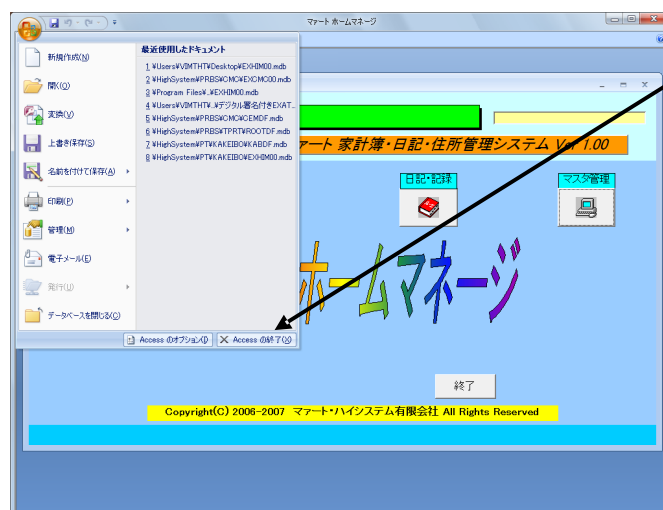 マァート ホームマネージ
新規作成(N)
開く(O)
変換(V)
上書き保存(S)
名前を付けて保存(A)
印刷(P)
管理(M)
電子メール(E)
発行(U)
データベースを閉じる(C)
最近使用したドキュメント
1 ¥Users¥VIMTHT¥Desktop¥EXHIM00.mdb
2 ¥HighSystem¥PRBS¥CMC¥EXCMC00.mdb
3 ¥Program Files¥..¥EXHIM00.mdb
4 ¥Users¥VIMTHT¥..¥デジタル署名付きEXAT...
5 ¥HighSystem¥PRBS¥CMC¥CEMDF.mdb
6 ¥HighSystem¥PRBS¥TPRT¥ROOTDF.mdb
7 ¥HighSystem¥PT¥KAKEIBO¥KABDF.mdb
8 ¥HighSystem¥PT¥KAKEIBO¥EXHIM00.mdb
Access のオプション(I)
Access の終了(X)
ァート 家計簿・日記・住所管理システム Ver 1.00
日記・記録
マスタ管理
ホームマネージ
終了
Copyright(C) 2006-2007 マァート・ハイシステム有限会社 All Rights Reserved